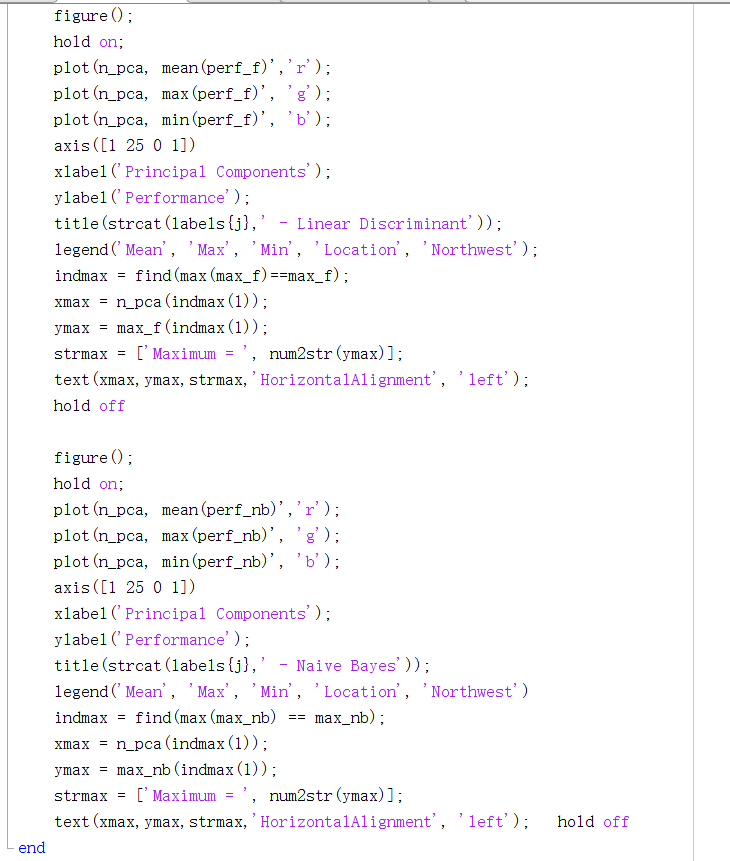 figure();
hold on;
plot(n_pca, mean(perf_f)','r');
plot(n_pca, max(perf_f)', 'g');
plot(n_pca, min(perf_f)', 'b');
axis([1 25 0 1])
xlabel('Principal Components');
ylabel('Performance');
title(strcat(labels{j},' - Linear Discriminant'));
legend('Mean', 'Max', 'Min', 'Location', 'Northwest');
indmax = find(max(max_f)==max_f);
xmax = n_pca(indmax(1));
ymax = max_f(indmax(1));
strmax = ['Maximum = ', num2str(ymax)];
text(xmax,ymax,strmax,'HorizontalAlignment', 'left');
hold off
figure();
hold on;
plot(n_pca, mean(perf_nb)','r');
plot(n_pca, max(perf_nb)', 'g');
plot(n_pca, min(perf_nb)', 'b');
axis([1 25 0 1])
xlabel('Principal Components');
ylabel('Performance');
title(strcat(labels{j},' - Naive Bayes'));
legend('Mean', 'Max', 'Min', 'Location', 'Northwest')
indmax = find(max(max_nb) == max_nb);
xmax = n_pca(indmax(1));
ymax = max_nb(indmax(1));
strmax = ['Maximum = ', num2str(ymax)];
text(xmax,ymax,strmax,'HorizontalAlignment', 'left');   hold off
end